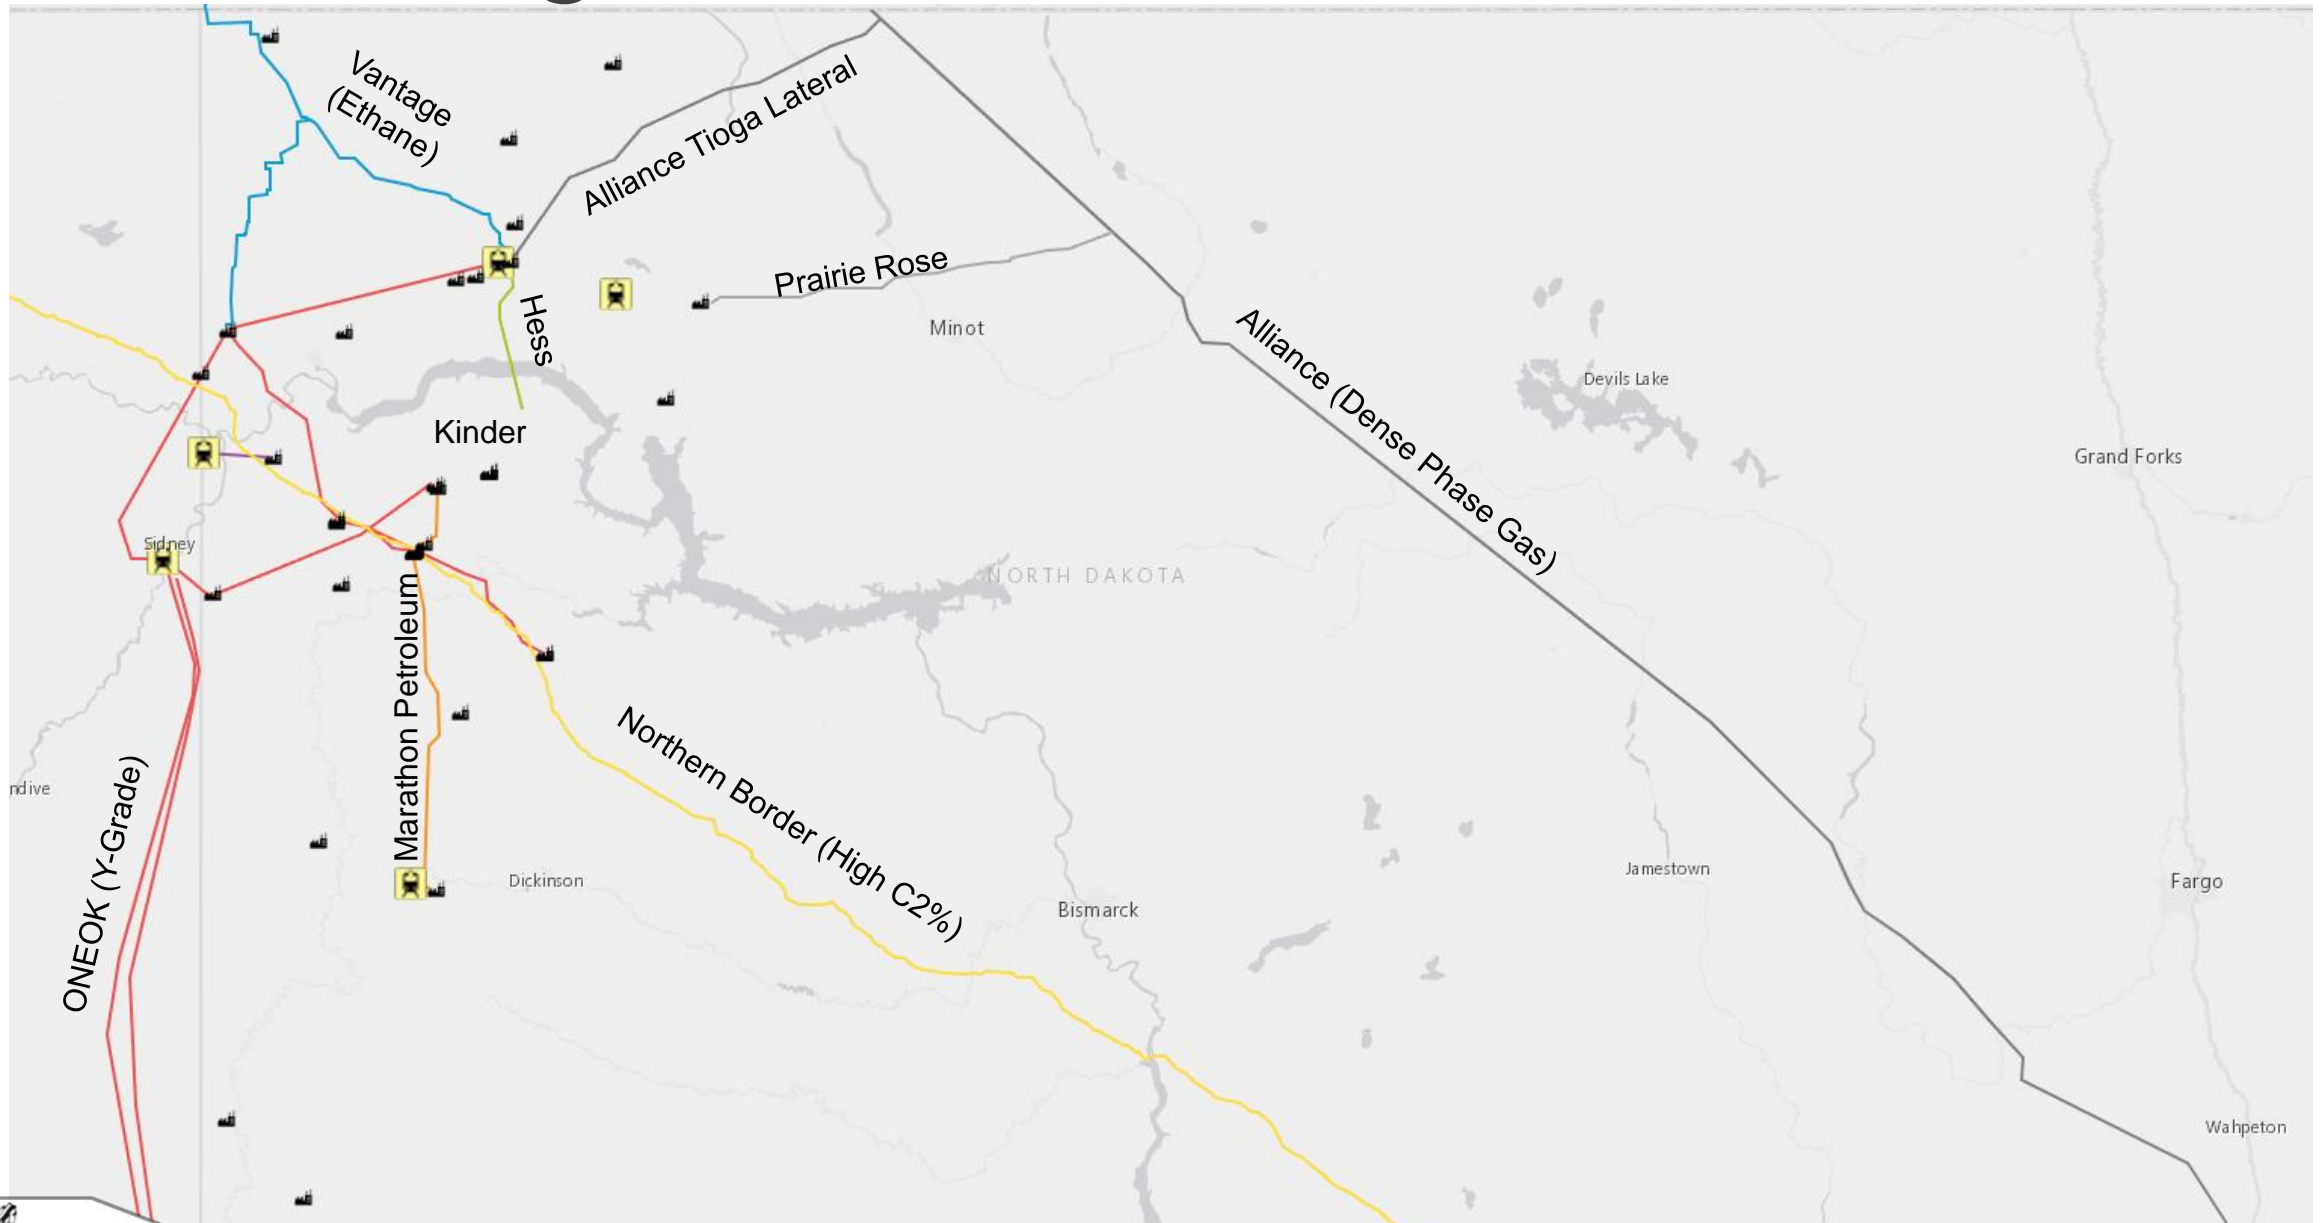 Vantage
(Ethane)
Alliance Tioga Lateral
Prairie Rose
Hess
Minot
Alliance (Dense Phase Gas)
Devils Lake
Kinder
Grand Forks
Sidney
NORTH DAKOTA
Marathon Petroleum
Northern Border (High C2%)
ndive
ONEOK (Y-Grade)
Dickinson
Jamestown
Fargo
Bismarck
Wahpeton